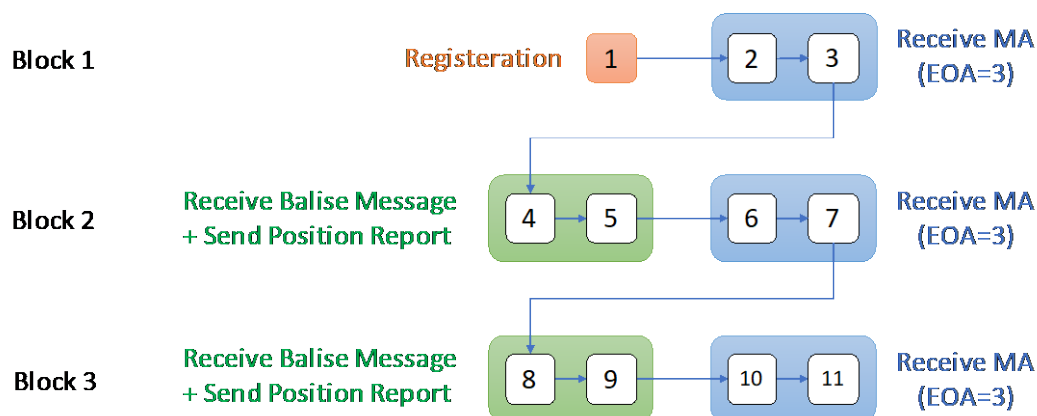 Block 1
Registeration
1
2
3
Receive MA
(EOA=3)
Block 2
Receive Balise Message
+ Send Position Report
4
5
6
7
Receive MA
(EOA=3)
Block 3
Receive Balise Message
+ Send Position Report
8
9
10
11
Receive MA
(EOA=3)